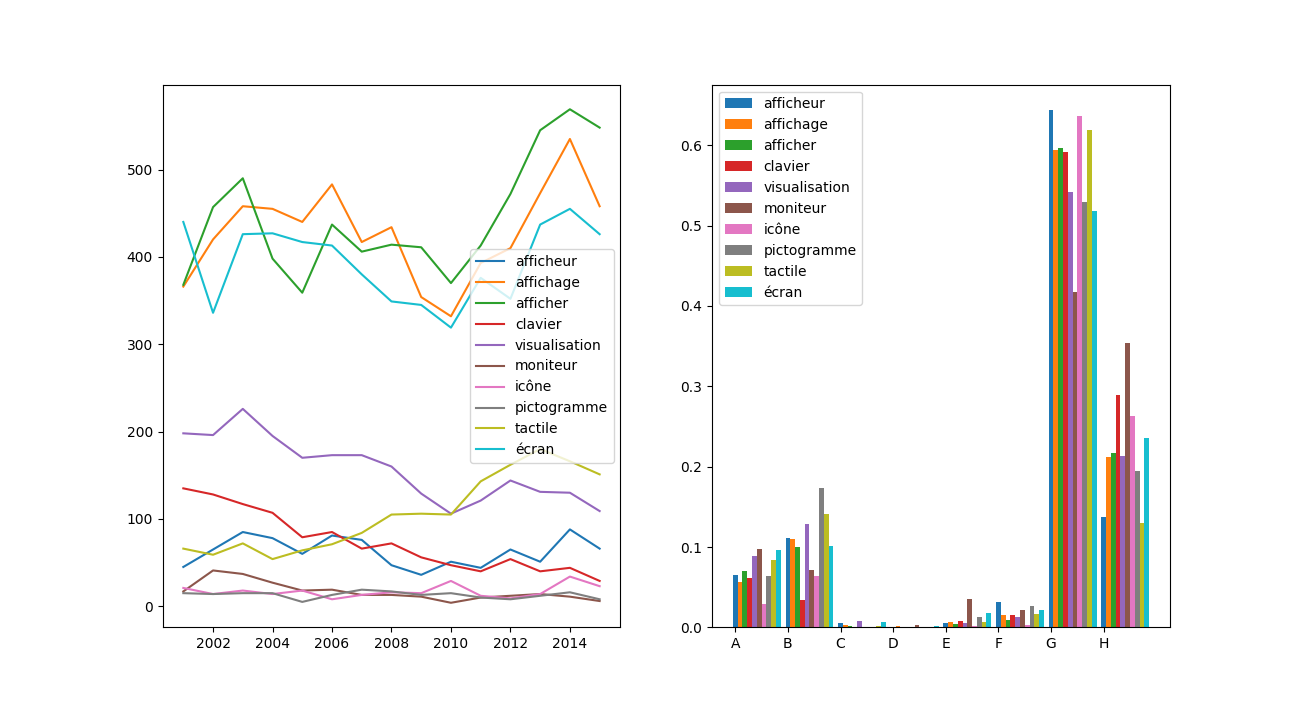 500
400
300
200
100
0
2002 2004 2006 2008 2010 2012 2014
afficheur
affichage
afficher
clavier
visualisation
moniteur
icône
pictogramme
tactile
écran
0.6
0.5
0.4
0.3
0.2
0.1
0.0
A B C D E F G H
afficheur
affichage
afficher
clavier
visualisation
moniteur
icône
pictogramme
tactile
écran